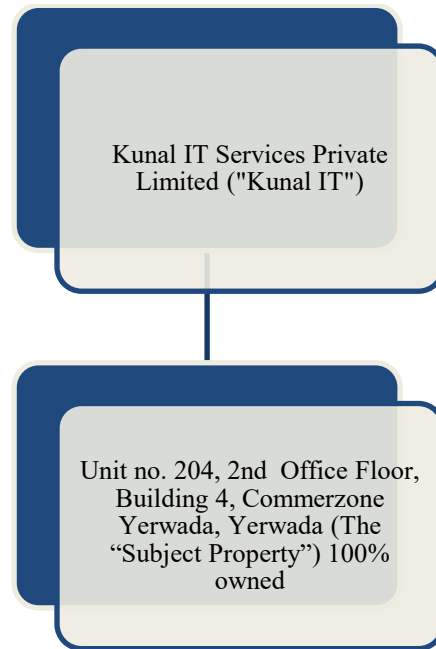 Kunal IT Services Private
Limited ("Kunal IT")
Unit no. 204, 2nd Office Floor,
Building 4, Commerzone
Yerwada, Yerwada (The
“Subject Property”) 100%
owned